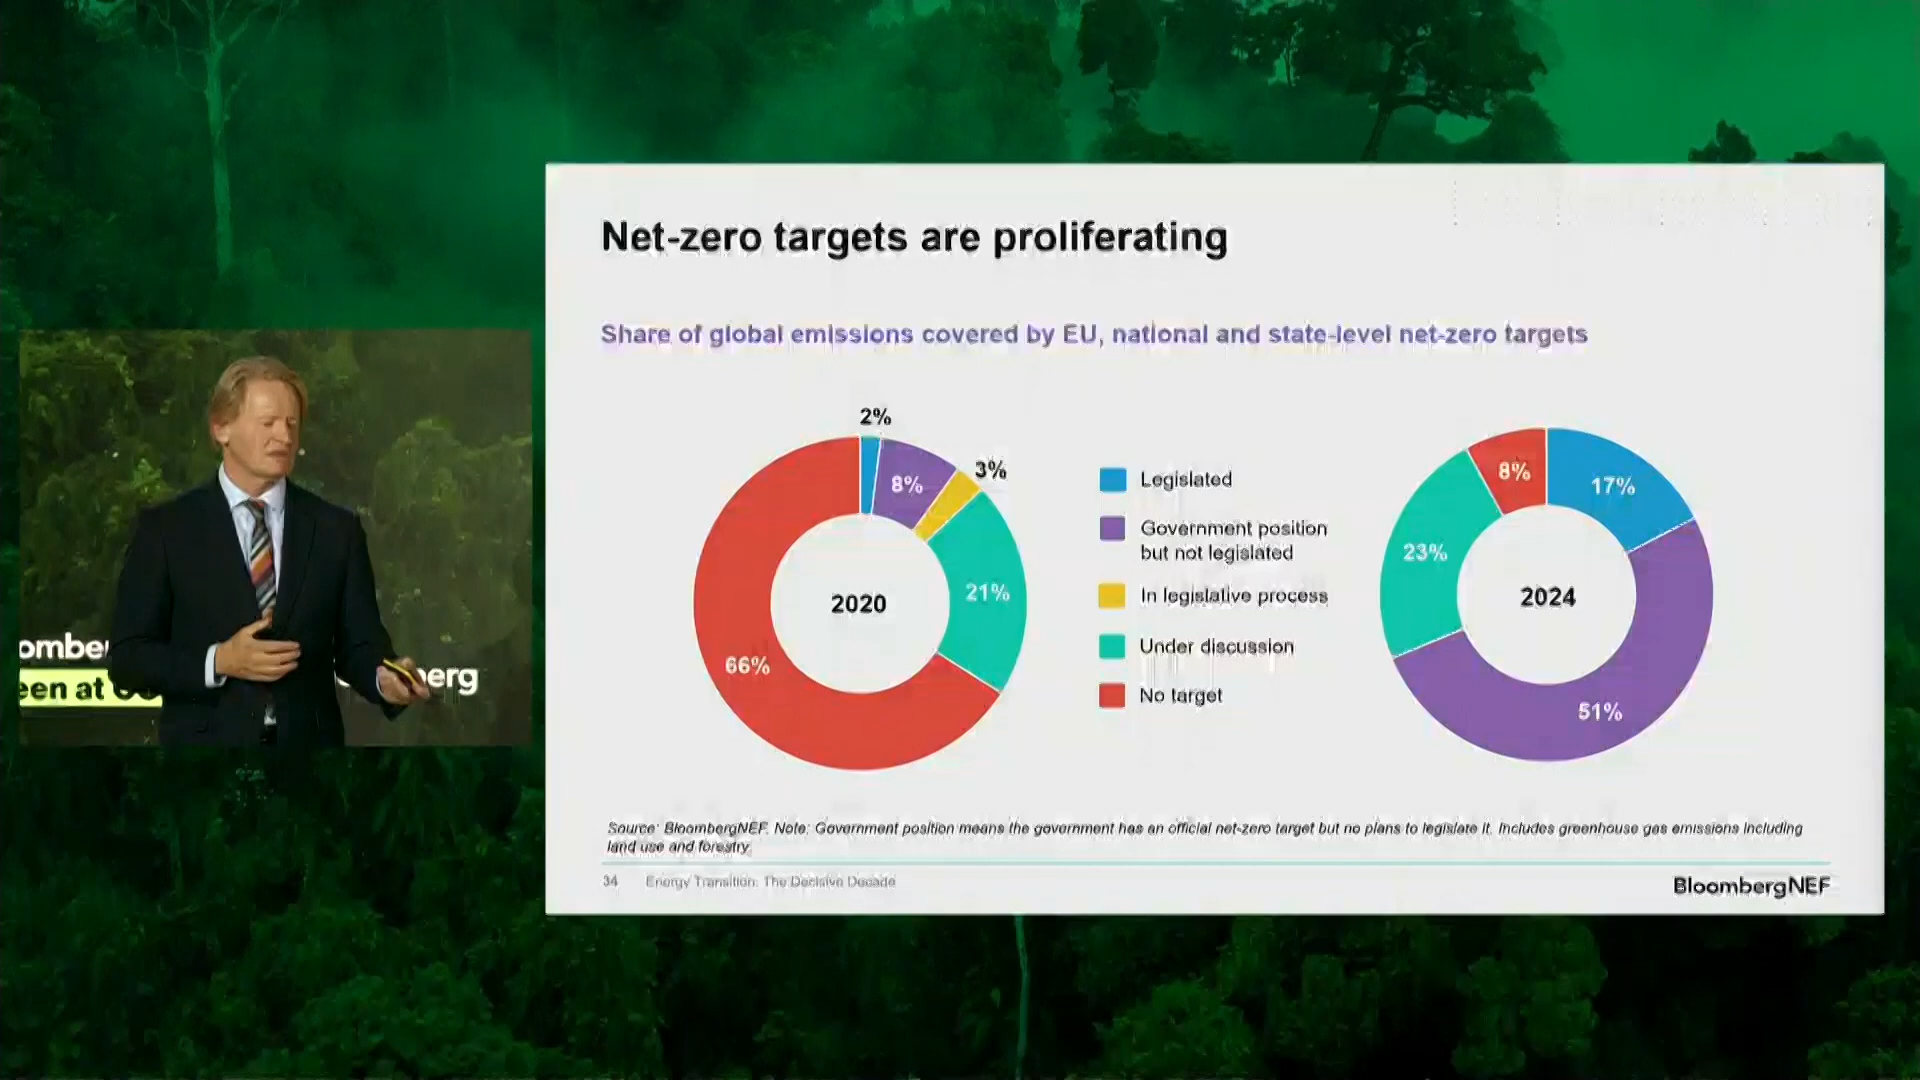 Net-zero targets are proliferating
Share of global emissions covered by EU, national and state-level net-zero targets
2%
8%
3%
21%
66%
2020
Legislated
Government position
but not legislated
In legislative process
Under discussion
No target
8%
17%
23%
51%
2024
Source: BloombergNEF. Note: Government position means the government has an official net-zero target but no plans to legislate it. Includes greenhouse gas emissions including
land use and forestry.
34 Energy Transition: The Decisive Decade
BloombergNEF
omber
een at
erg